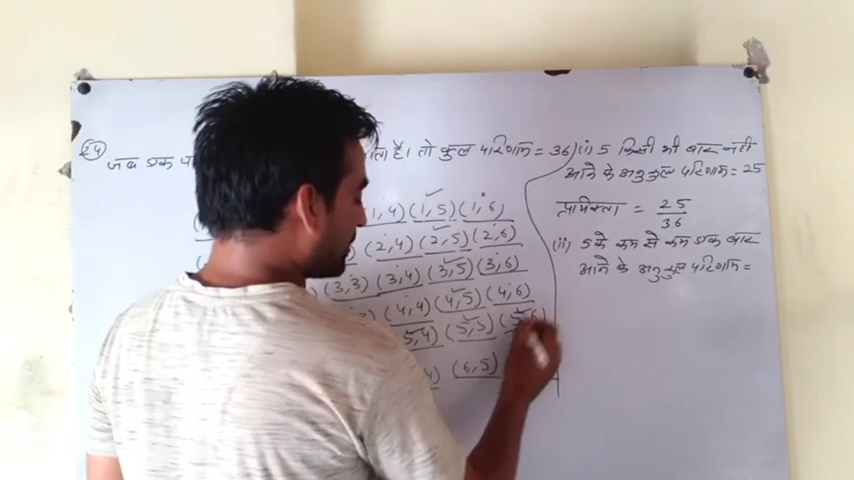 24 जब एक पा
ता है। तो कुल परिणाम = 36
1,4) (1,5) (1,6)
(2,4) (2,5) (2,6)
(3,3) (3,4) (3,5) (3,6)
(4,4) (4,5) (4,6)
5,4) (5,5) (5,6)
4) (6,5)
(i) 5 किसी भी बार नहीं
आने के अनुकूल परिणाम = 25
प्रायिकता = 25
36
(ii) 5 के कम से कम एक बार
आने के अनुकूल परिणाम =